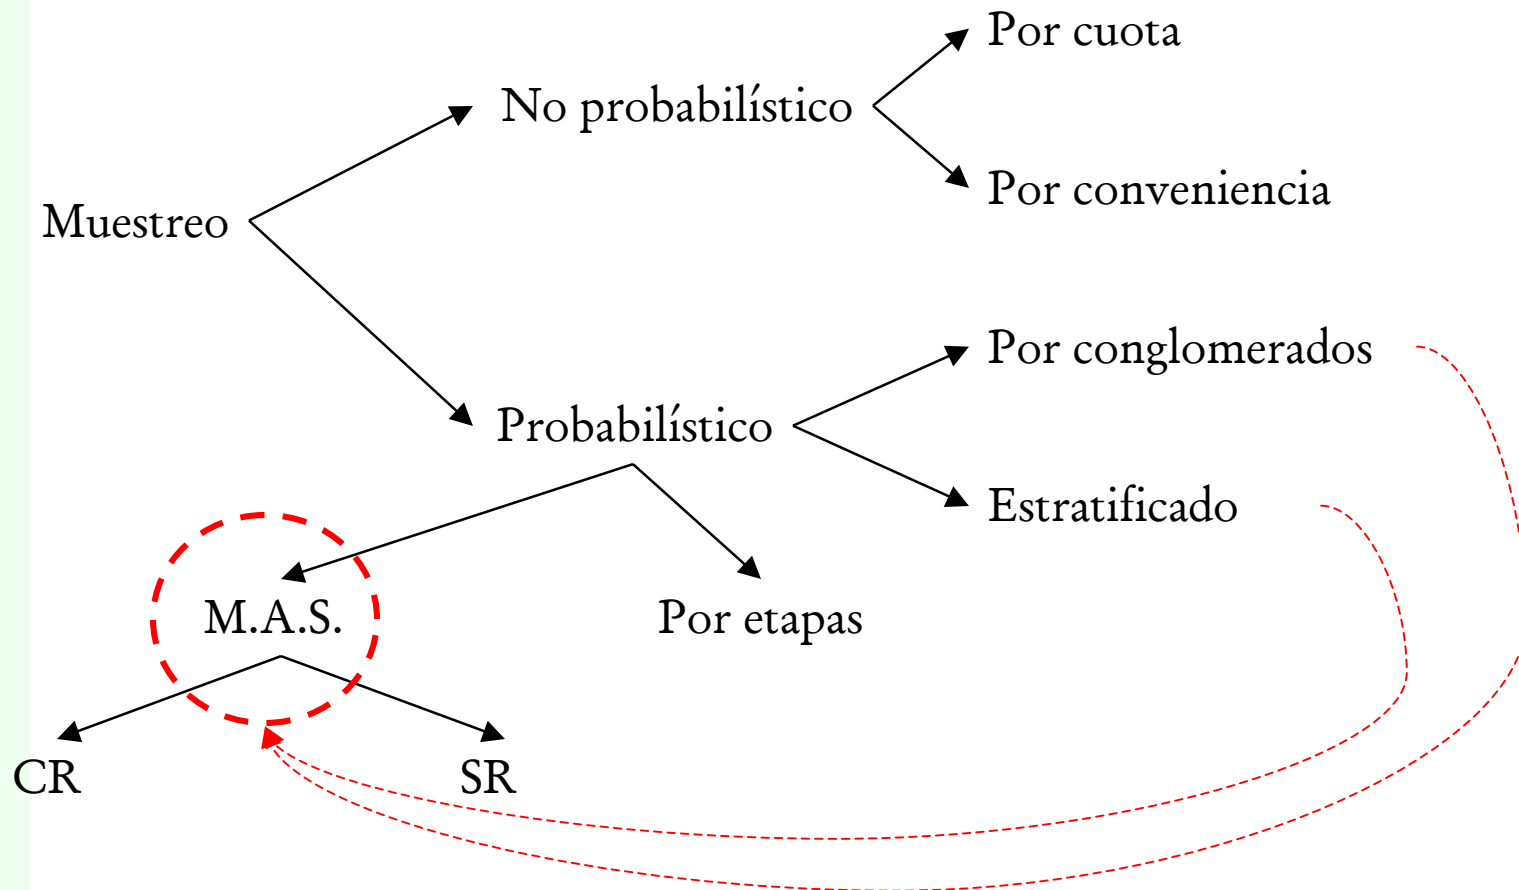 Por cuota
No probabilístico
Por conveniencia
Muestreo
Por conglomerados
Probabilístico
Estratificado
M.A.S.
Por etapas
CR
SR